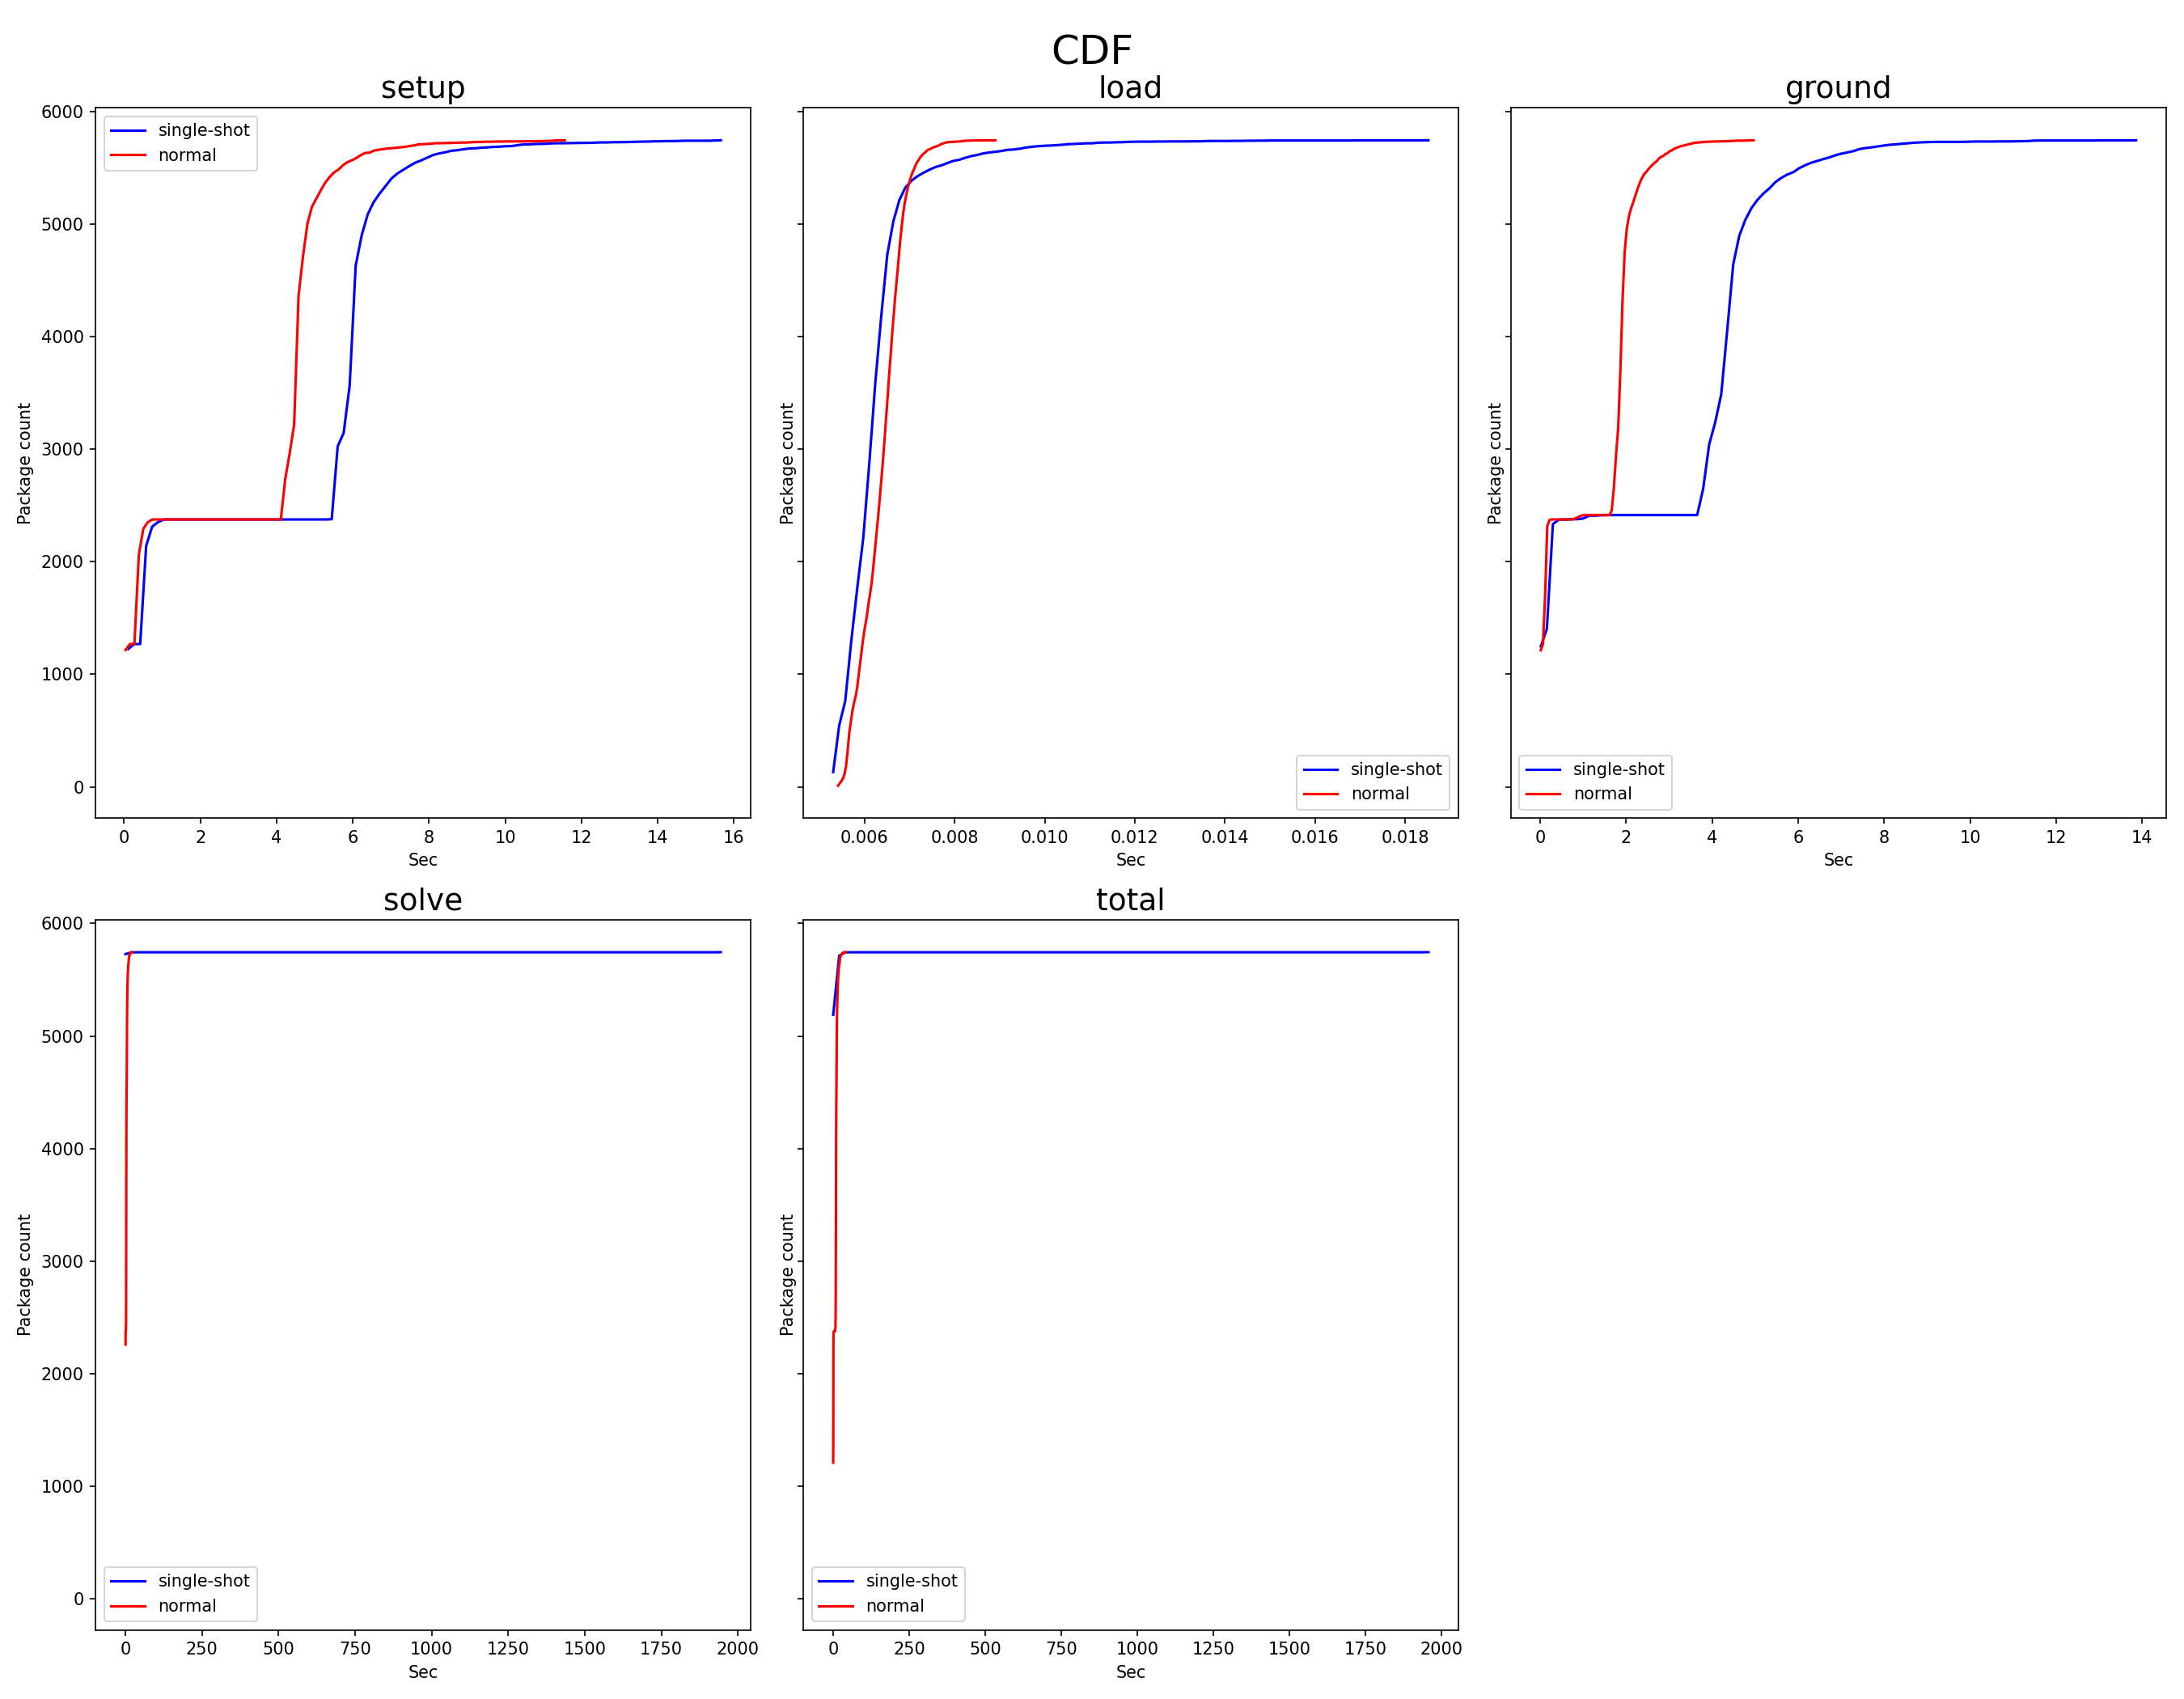 CDF
setup
load
ground
6000
5000
4000
3000
2000
1000
0
Package count
single-shot
normal
0 2 4 6 8 10 12 14 16
Sec
Package count
single-shot
normal
0.006 0.008 0.010 0.012 0.014 0.016 0.018
Sec
Package count
single-shot
normal
0 2 4 6 8 10 12 14
Sec
solve
total
6000
5000
4000
3000
2000
1000
0
Package count
single-shot
normal
0 250 500 750 1000 1250 1500 1750 2000
Sec
Package count
single-shot
normal
0 250 500 750 1000 1250 1500 1750 2000
Sec